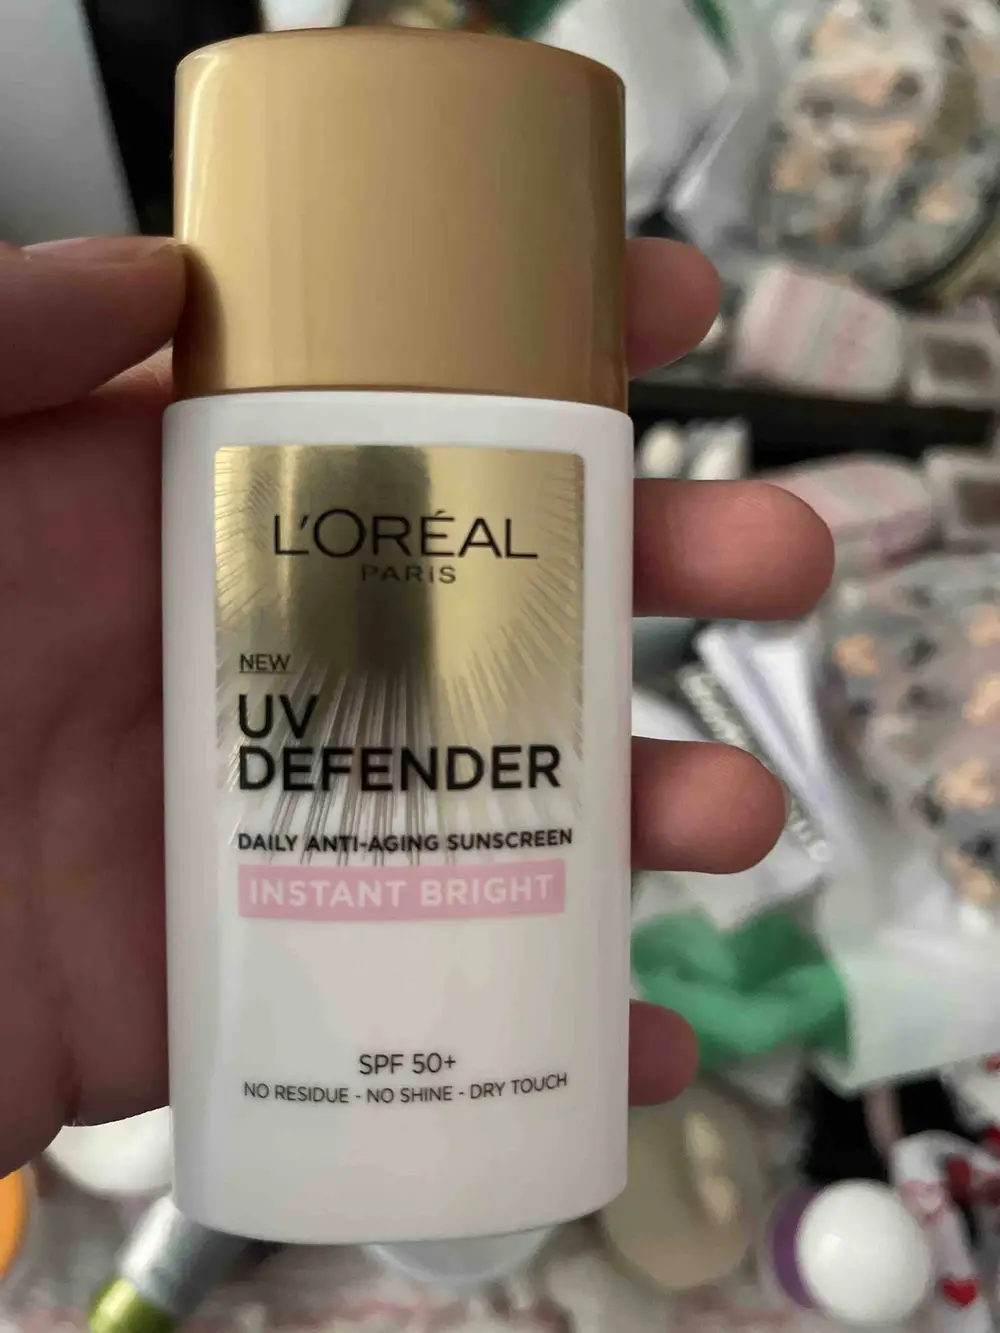 L'ORÉAL
PARIS
NEW
UV
DEFENDER
DAILY ANTI-AGING SUNSCREEN
INSTANT BRIGHT
SPF 50+
NO RESIDUE - NO SHINE - DRY TOUCH